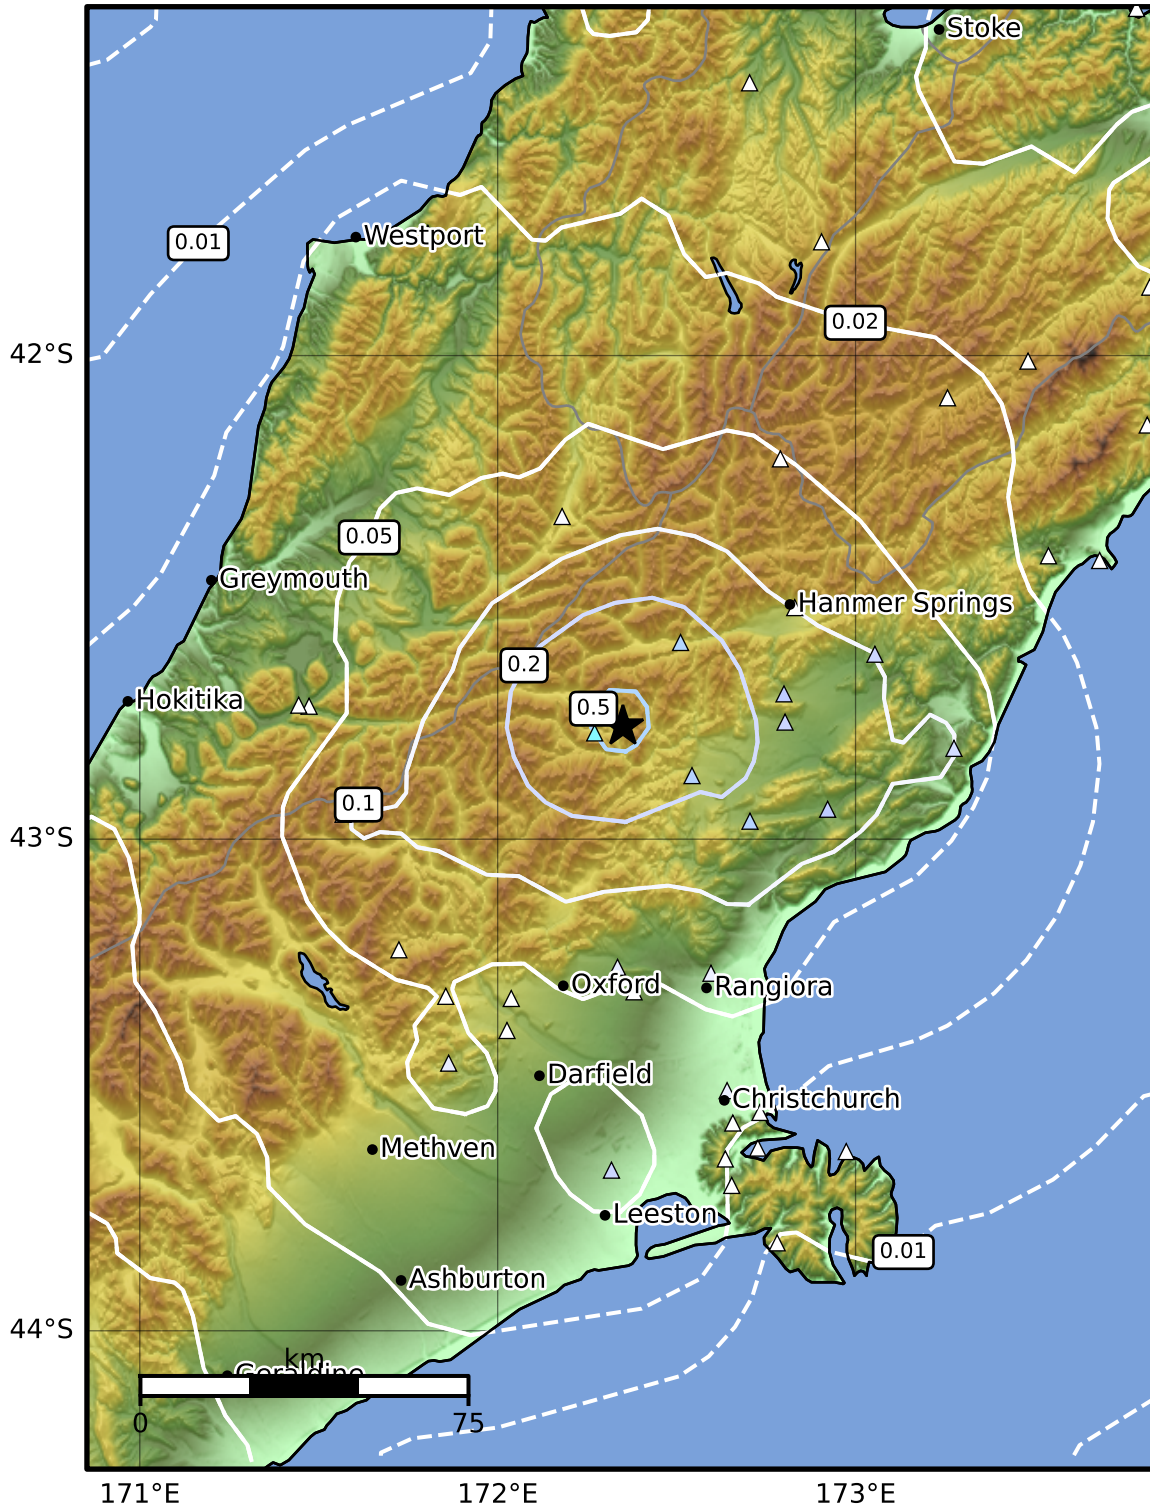 Stoke
Westport
0.01
0.02
42°S
0.05
Greymouth
Hanmer Springs
0.2
Hokitika
0.5
0.1
43°S
Oxford
Rangiora
Darfield
Christchurch
Methven
Leeston
0.01
Ashburton
44°S
km
Geraldine
0
75
171°E
172°E
173°E